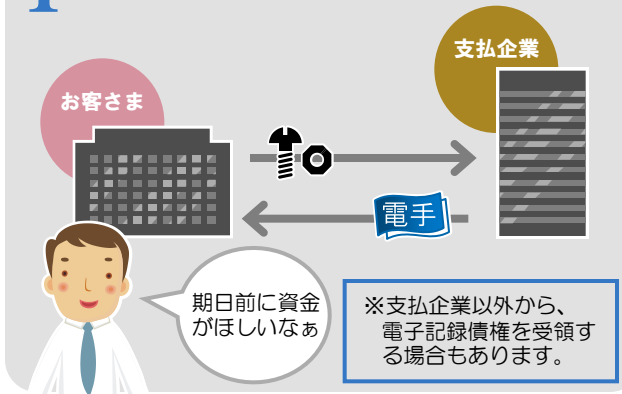 支払企業
お客さま
電手
期日前に資金
がほしいなぁ
※支払企業以外から、
電子記録債権を受領す
る場合もあります。